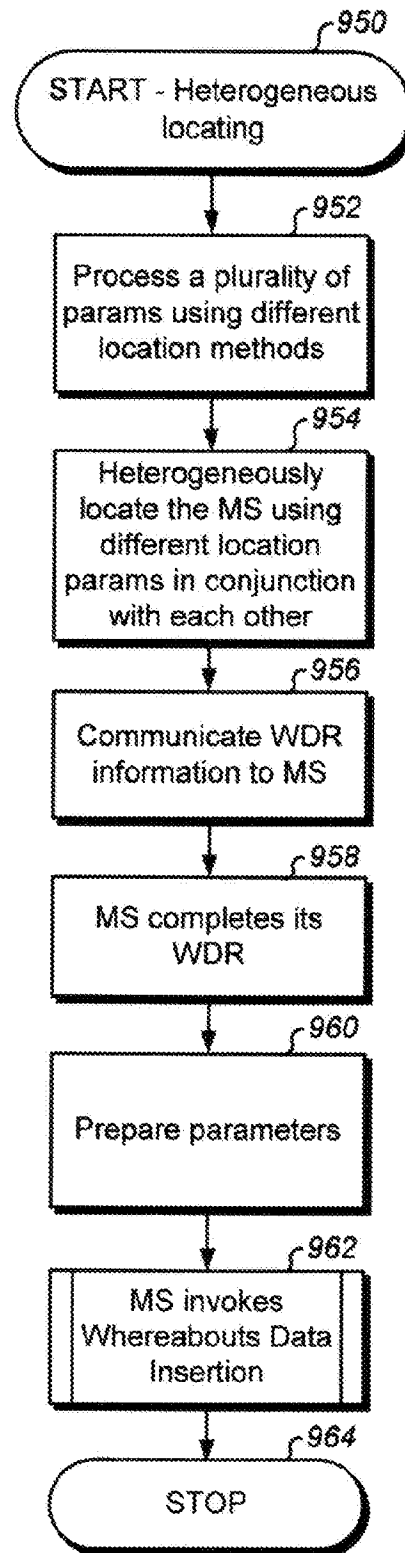 950
START - Heterogeneous
locating
952
Process a plurality of
params using different
location methods
954
Heterogeneously
locate the MS using
different location
params in conjunction
with each other
956
Communicate WDR
information to MS
958
MS completes its
WDR
960
Prepare parameters
962
MS invokes
Whereabouts Data
Insertion
964
STOP